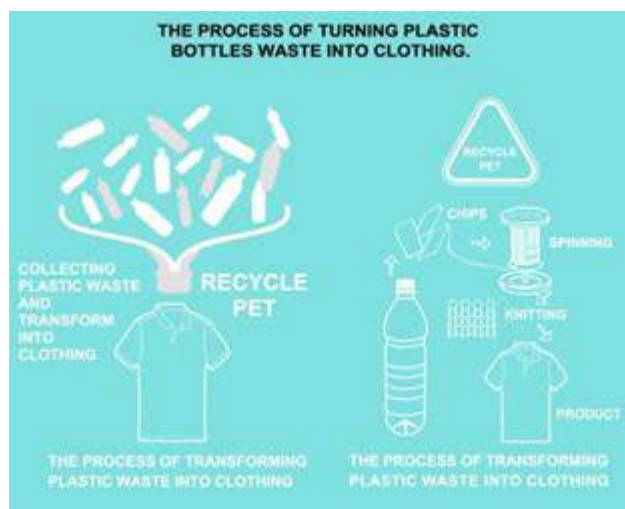 THE PROCESS OF TURNING PLASTIC
BOTTLES WASTE INTO CLOTHING.
COLLECTING
PLASTIC WASTE
AND
TRANSFORM
INTO
CLOTHING
RECYCLE
PET
THE PROCESS OF TRANSFORMING
PLASTIC WASTE INTO CLOTHING
RECYCLE
PET
CHIPS
SPINNING
KNITTING
PRODUCT
THE PROCESS OF TRANSFORMING
PLASTIC WASTE INTO CLOTHING